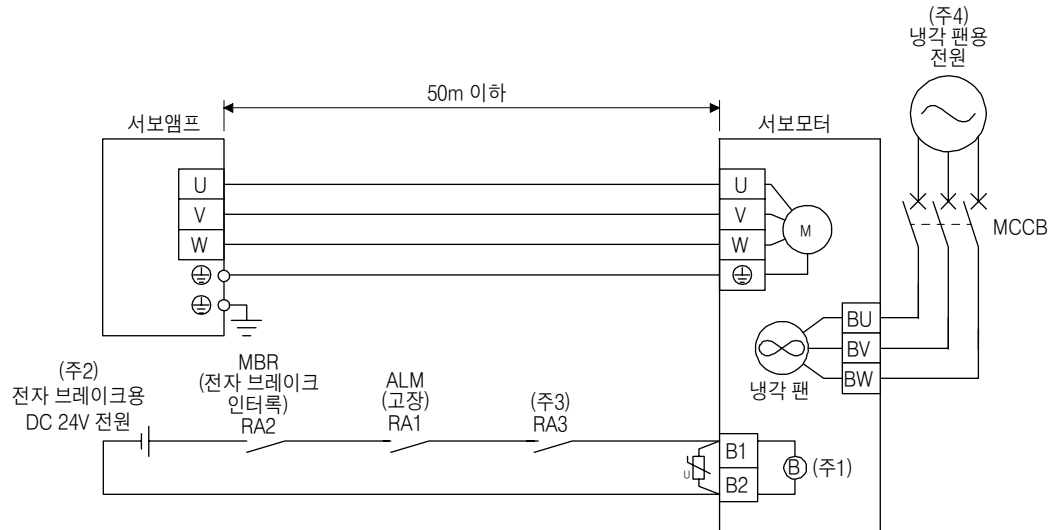 (주4)
냉각 팬용
전원
50m 이하
서보앰프
서보모터
U
V
W
U
V
W
M
MCCB
BU
BV
BW
냉각 팬
(주2)
전자 브레이크용
DC 24V 전원
MBR
(전자 브레이크
인터록)
RA2
ALM
(고장)
RA1
(주3)
RA3
U
B1
B2
B (주1)